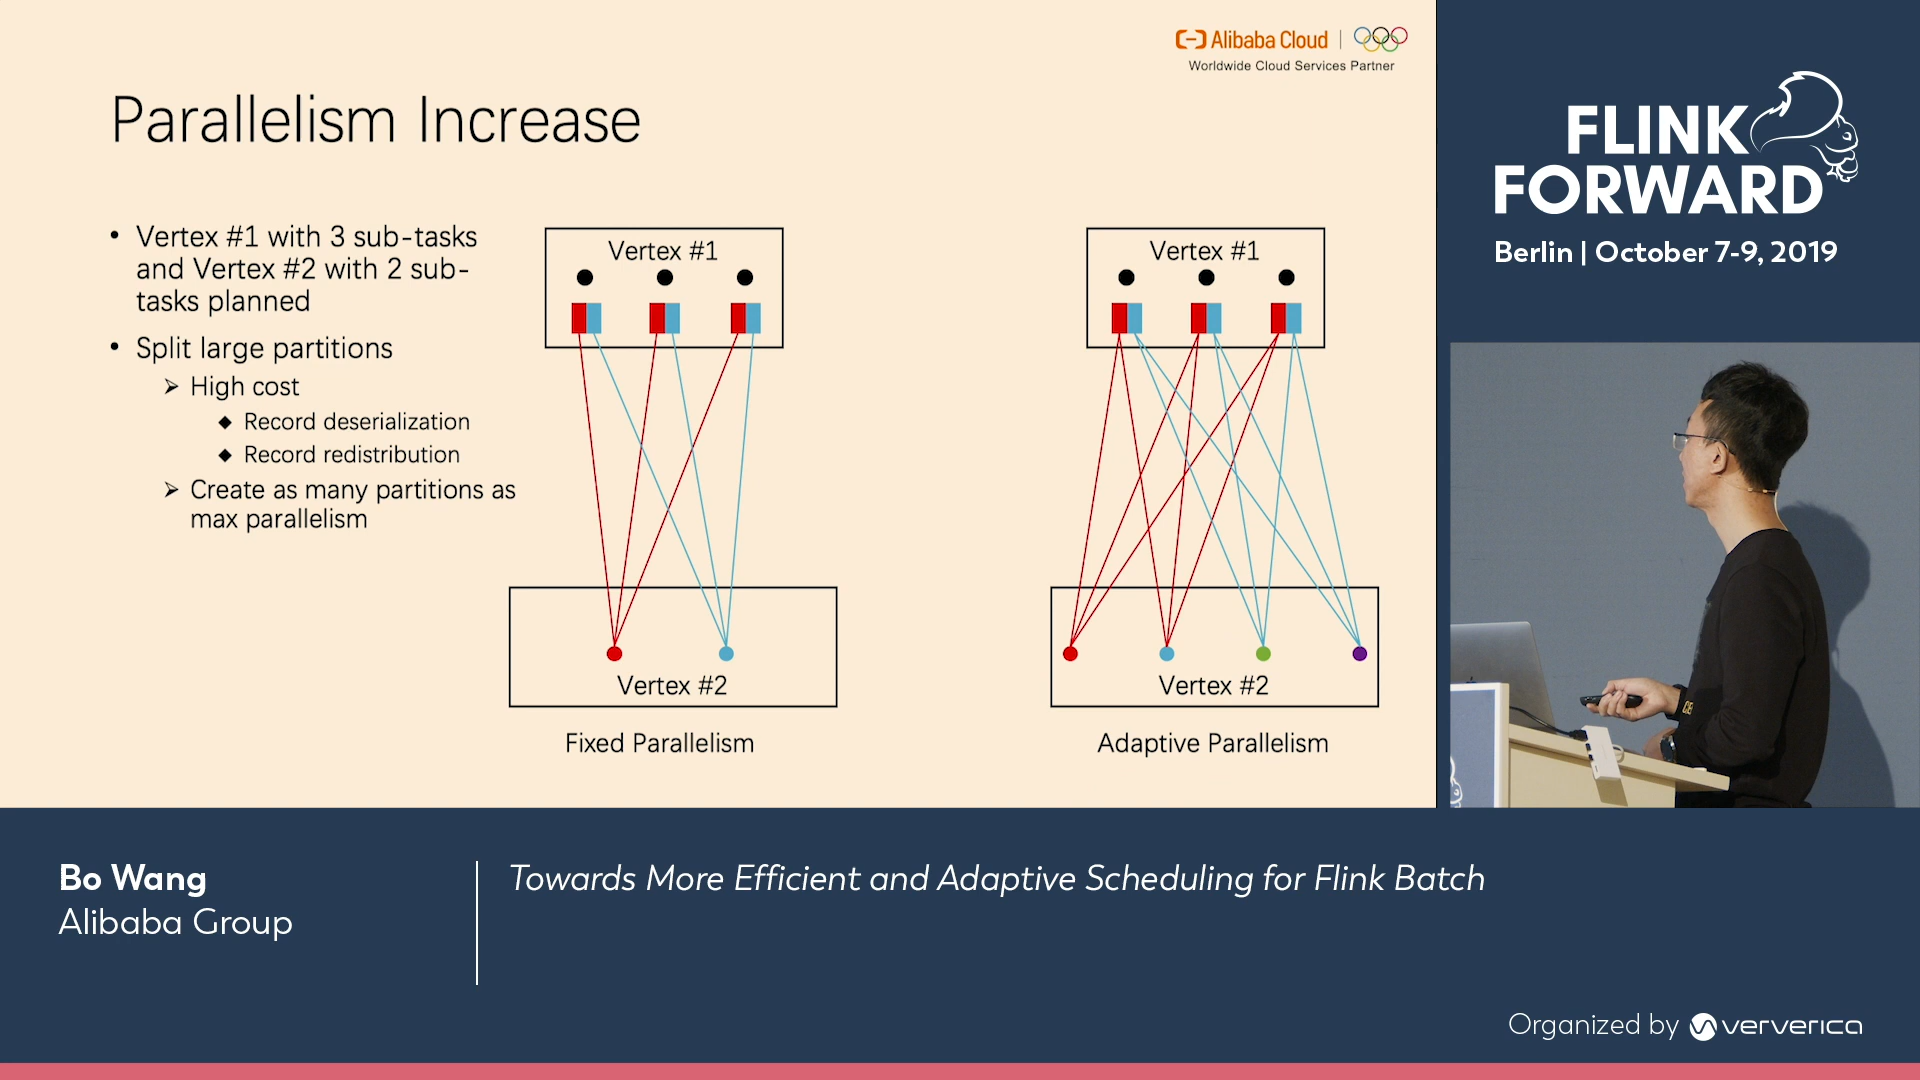 Alibaba Cloud
Worldwide Cloud Services Partner
Parallelism Increase
• Vertex #1 with 3 sub-tasks
and Vertex #2 with 2 sub-
tasks planned
• Split large partitions
➢ High cost
◆ Record deserialization
◆ Record redistribution
➢ Create as many partitions as
max parallelism
Vertex #1
Vertex #2
Fixed Parallelism
Vertex #1
Vertex #2
Adaptive Parallelism
FLINK
FORWARD
Berlin | October 7-9, 2019
Bo Wang
Alibaba Group
Towards More Efficient and Adaptive Scheduling for Flink Batch
Organized by ververica